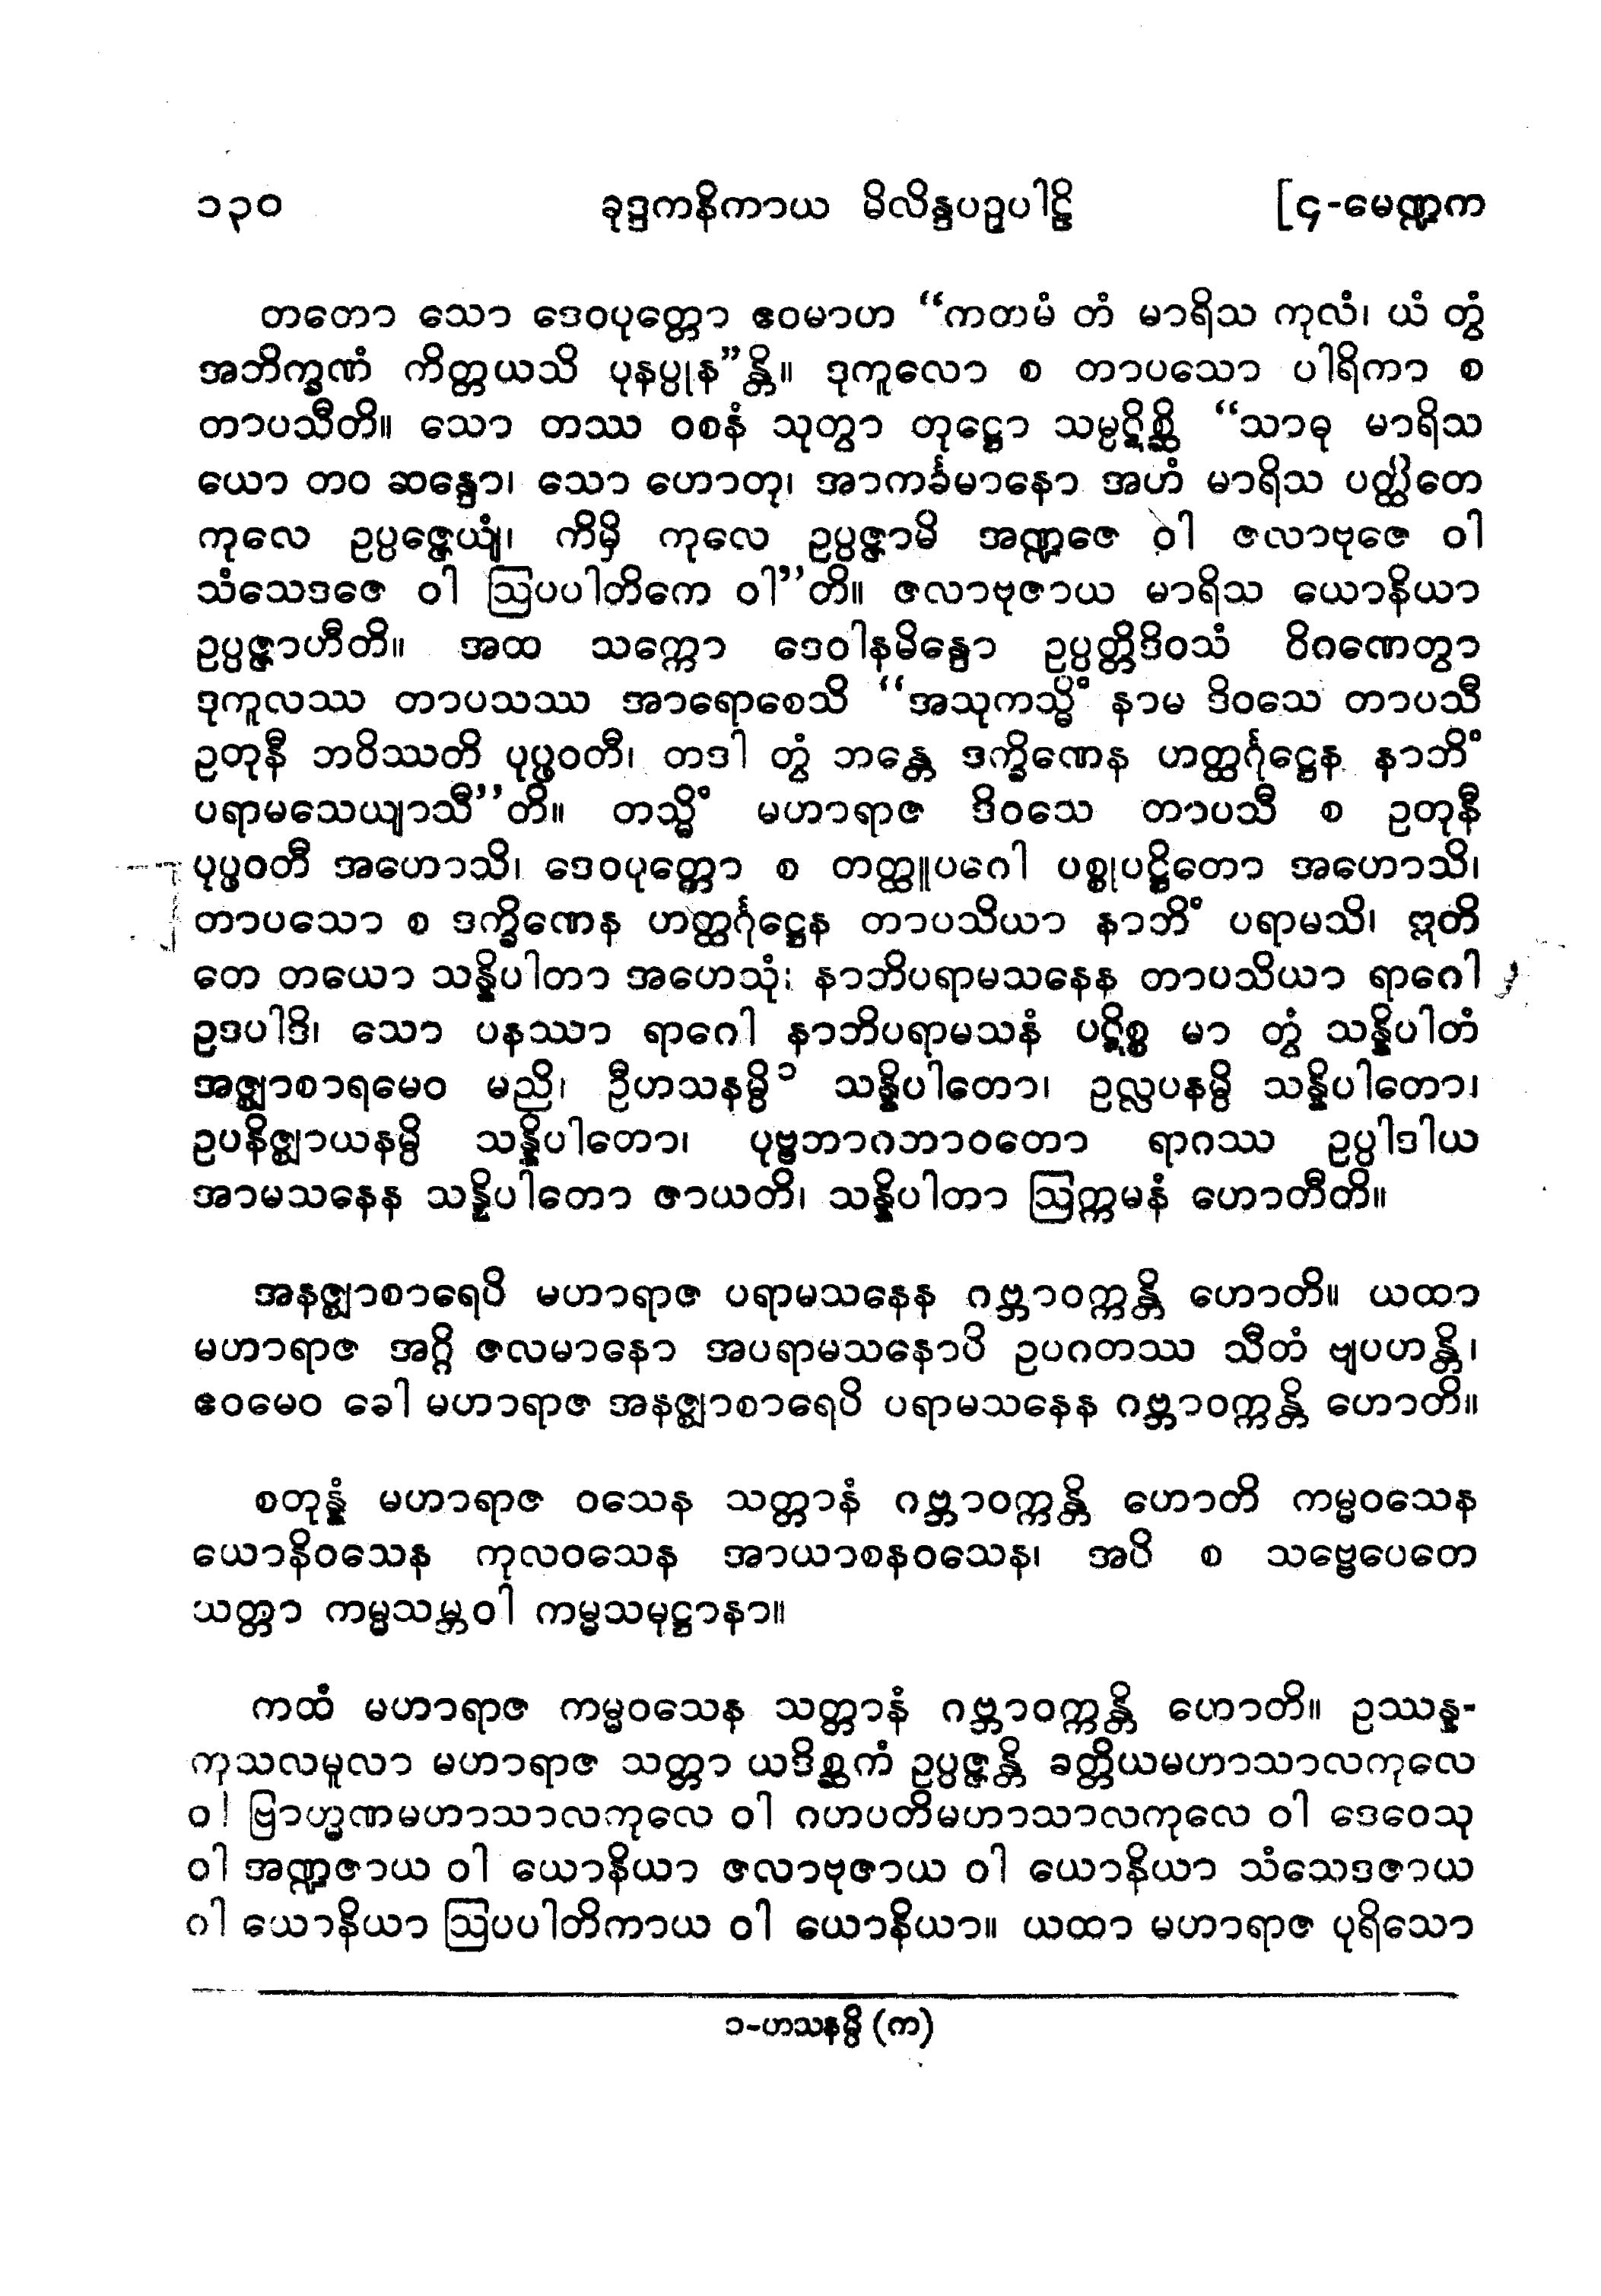 ၁၃၀ ခုဒ္ဒကနိကာယ မိလိန္ဒပဉှပါဠိ [၄-မေဏ္ဍက
တတော သော ဒေဝပုတ္တော ဧဝမာဟ “ကတမံ တံ မာရိသ ကုလံ၊ ယံ တွံ
အဘိက္ခဏံ ကိတ္တယသိ ပုနပ္ပုန”န္တိ။ ဒုကူလော စ တာပသော ပါရိကာ စ
တာပသီတိ။ သော တဿ ဝစနံ သုတွာ တုဋ္ဌော သမ္ပဋိစ္ဆိ “သာဓု မာရိသ
ယော တဝ ဆန္ဒော၊ သော ဟောတု၊ အာကင်္ခမာနော အဟံ မာရိသ ပတ္ထိတေ
ကုလေ ဥပ္ပဇ္ဇေယျံ၊ ကိမှိ ကုလေ ဥပ္ပဇ္ဇာမိ အဏ္ဍဇေ ဝါ ဇလာဗုဇေ ဝါ
သံသေဒဇေ ဝါ ဩပပါတိကေ ဝါ”တိ။ ဇလာဗုဇာယ မာရိသ ယောနိယာ
ဥပ္ပဇ္ဇာဟီတိ။ အထ သက္ကော ဒေဝါနမိန္ဒော ဥပ္ပတ္တိဒိဝသံ ဝိဂဏေတွာ
ဒုကူလဿ တာပသဿ အာရောစေသိ “အသုကသ္မိံ နာမ ဒိဝသေ တာပသီ
ဥတုနီ ဘဝိဿတိ ပုပ္ဖဝတီ၊ တဒါ တွံ ဘန္တေ ဒက္ခိဏေန ဟတ္ထင်္ဂုဋ္ဌေန နာဘိံ
ပရာမသေယျာသီ”တိ။ တသ္မိံ မဟာရာဇ ဒိဝသေ တာပသီ စ ဥတုနီ
ပုပ္ဖဝတီ အဟောသိ၊ ဒေဝပုတ္တော စ တတ္ထူပဂေါ ပစ္စုပဋ္ဌိတော အဟောသိ၊
တာပသော စ ဒက္ခိဏေန ဟတ္ထင်္ဂုဋ္ဌေန တာပသိယာ နာဘိံ ပရာမသိ၊ ဣတိ
တေ တယော သန္နိပါတာ အဟေသုံ၊ နာဘိပရာမသနေန တာပသိယာ ရာဂေါ
ဥဒပါဒိ၊ သော ပနဿာ ရာဂေါ နာဘိပရာမသနံ ပဋိစ္စ မာ တွံ သန္နိပါတံ
အဇ္ဈာစာရမေဝ မညိ၊ ဦဟသနမ္ပိ ၁ သန္နိပါတော၊ ဥလ္လပနမ္ပိ သန္နိပါတော၊
ဥပနိဇ္ဈာယနမ္ပိ သန္နိပါတော၊ ပုဗ္ဗဘာဂဘာဝတော ရာဂဿ ဥပ္ပါဒါယ
အာမသနေန သန္နိပါတော ဇာယတိ၊ သန္နိပါတာ ဩက္ကမနံ ဟောတီတိ။
အနဇ္ဈာစာရေပိ မဟာရာဇ ပရာမသနေန ဂဗ္ဘာဝက္ကန္တိ ဟောတိ။ ယထာ
မဟာရာဇ အဂ္ဂိ ဇလမာနော အပရာမသနောပိ ဥပဂတဿ သီတံ ဗျပဟန္တိ၊
ဧဝမေဝ ခေါ မဟာရာဇ အနဇ္ဈာစာရေပိ ပရာမသနေန ဂဗ္ဘာဝက္ကန္တိ ဟောတိ။
စတုန္နံ မဟာရာဇ ဝသေန သတ္တာနံ ဂဗ္ဘာဝက္ကန္တိ ဟောတိ ကမ္မဝသေန
ယောနိဝသေန ကုလဝသေန အာယာစနဝသေန၊ အပိ စ သဗ္ဗေပေတေ
သတ္တာ ကမ္မသမ္ဘဝါ ကမ္မသမုဋ္ဌာနာ။
ကထံ မဟာရာဇ ကမ္မဝသေန သတ္တာနံ ဂဗ္ဘာဝက္ကန္တိ ဟောတိ။ ဥဿန္န-
ကုသလမူလာ မဟာရာဇ သတ္တာ ယဒိစ္ဆကံ ဥပ္ပဇ္ဇန္တိ ခတ္တိယမဟာသာလကုလေ
ဝါ ဗြာဟ္မဏမဟာသာလကုလေ ဝါ ဂဟပတိမဟာသာလကုလေ ဝါ ဒေဝေသု
ဝါ အဏ္ဍဇာယ ဝါ ယောနိယာ ဇလာဗုဇာယ ဝါ ယောနိယာ သံသေဒဇာယ
ဝါ ယောနိယာ ဩပပါတိကာယ ဝါ ယောနိယာ။ ယထာ မဟာရာဇ ပုရိသော
၁-ဟသနမ္ပိ (က)